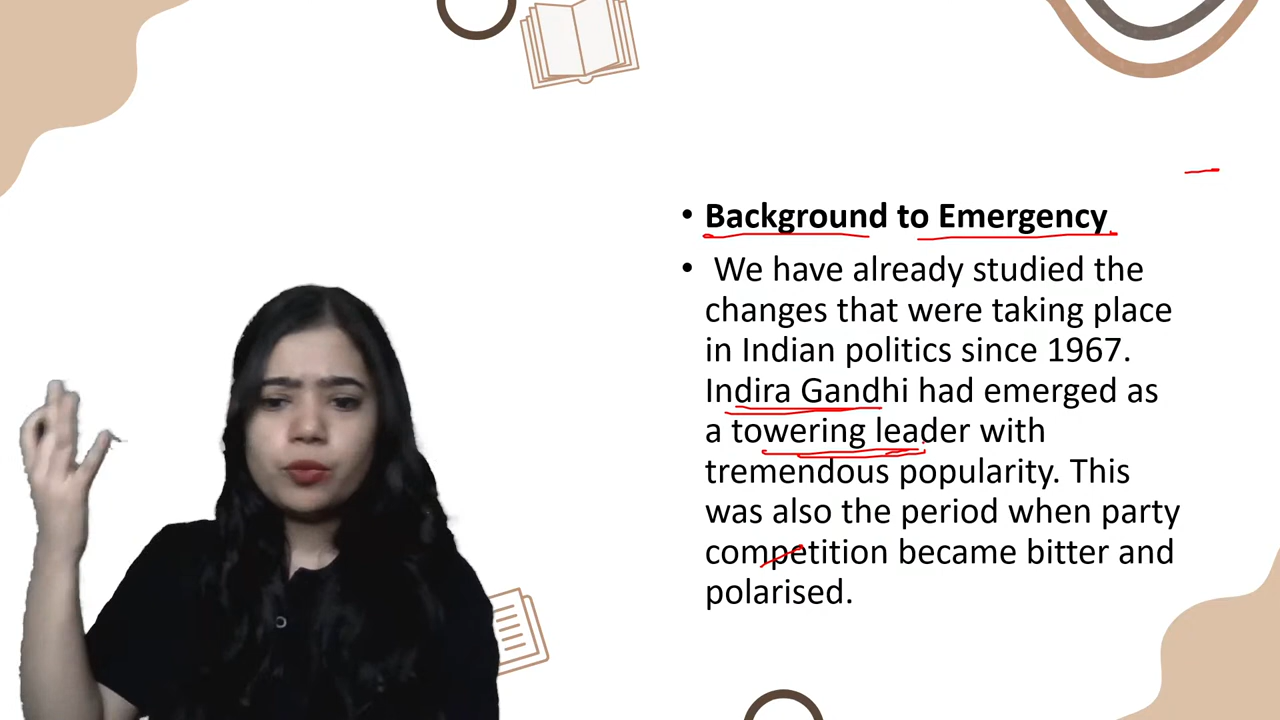 • Background to Emergency
• We have already studied the
changes that were taking place
in Indian politics since 1967.
Indira Gandhi had emerged as
a towering leader with
tremendous popularity. This
was also the period when party
competition became bitter and
polarised.